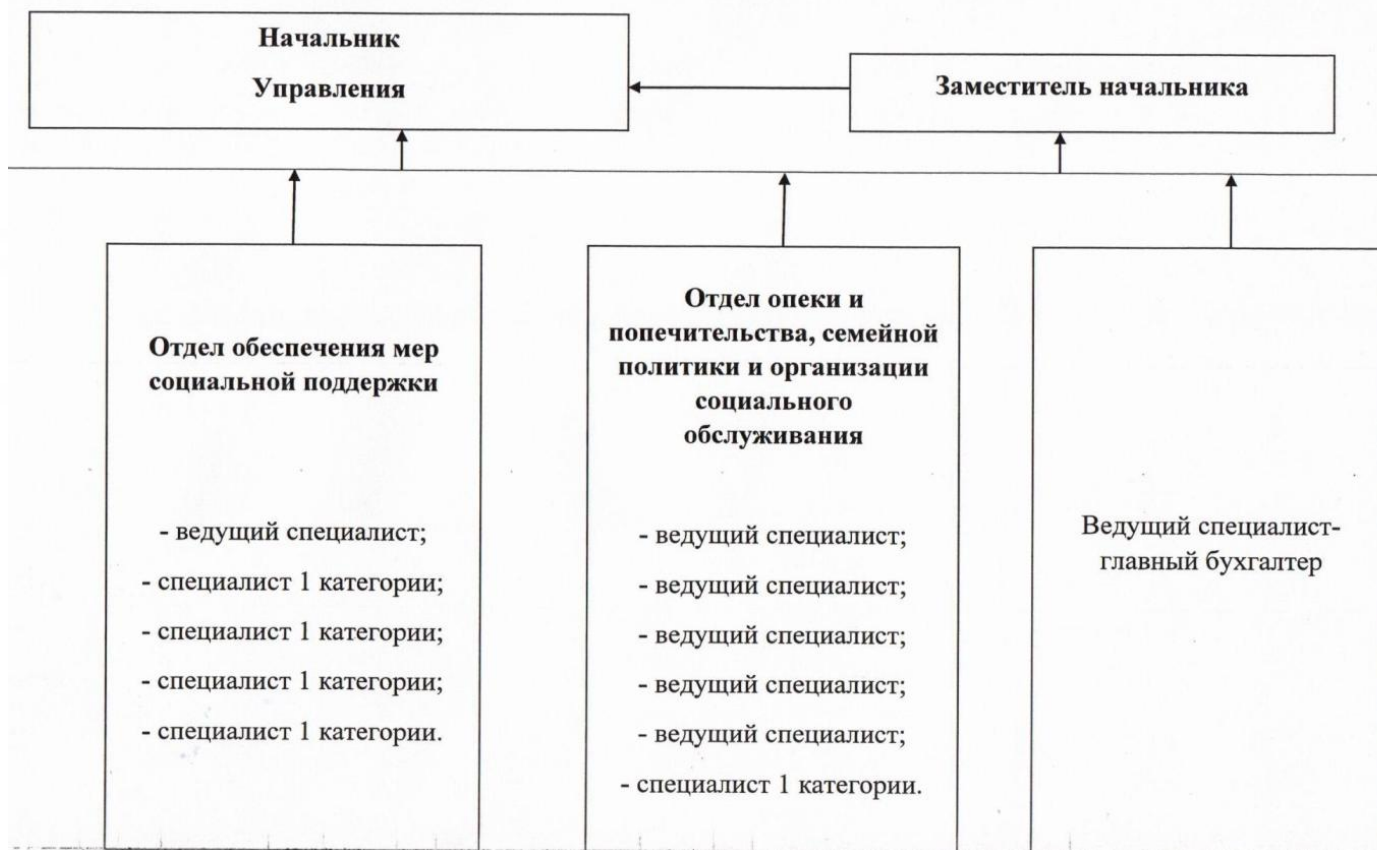 Начальник
Управления
Заместитель начальника
Отдел обеспечения мер
социальной поддержки
- ведущий специалист;
- специалист 1 категории;
- специалист 1 категории;
- специалист 1 категории;
- специалист 1 категории.
Отдел опеки и
попечительства, семейной
политики и организации
социального
обслуживания
- ведущий специалист;
- ведущий специалист;
- ведущий специалист;
- ведущий специалист;
- ведущий специалист;
- специалист 1 категории.
Ведущий специалист-
главный бухгалтер